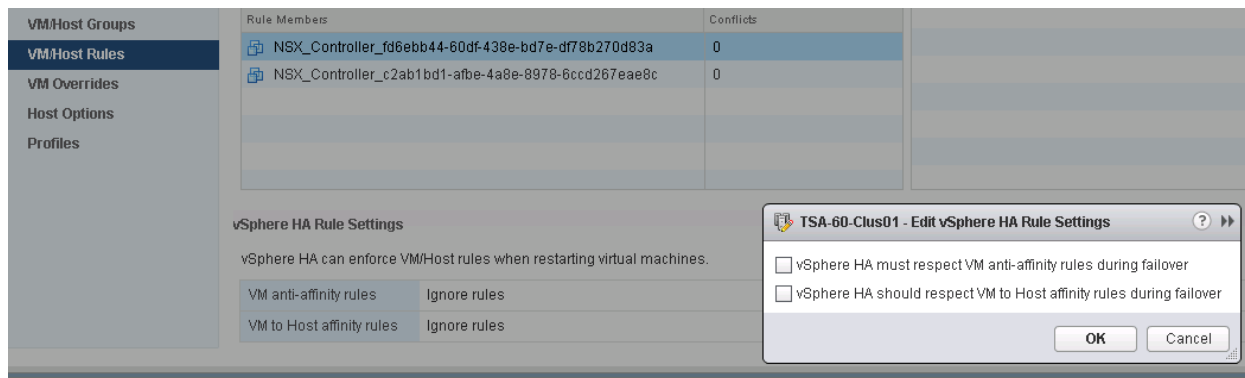 VM/Host Groups
VM/Host Rules
VM Overrides
Host Options
Profiles
Rule Members Conflicts
NSX_Controller_fd6ebb44-60df-438e-bd7e-df78b270d83a 0
NSX_Controller_c2ab1bd1-afbe-4a8e-8978-6ccd267eae8c 0
vSphere HA Rule Settings
vSphere HA can enforce VM/Host rules when restarting virtual machines.
VM anti-affinity rules Ignore rules
VM to Host affinity rules Ignore rules
TSA-60-Clus01 - Edit vSphere HA Rule Settings ?
vSphere HA must respect VM anti-affinity rules during failover
vSphere HA should respect VM to Host affinity rules during failover
OK Cancel